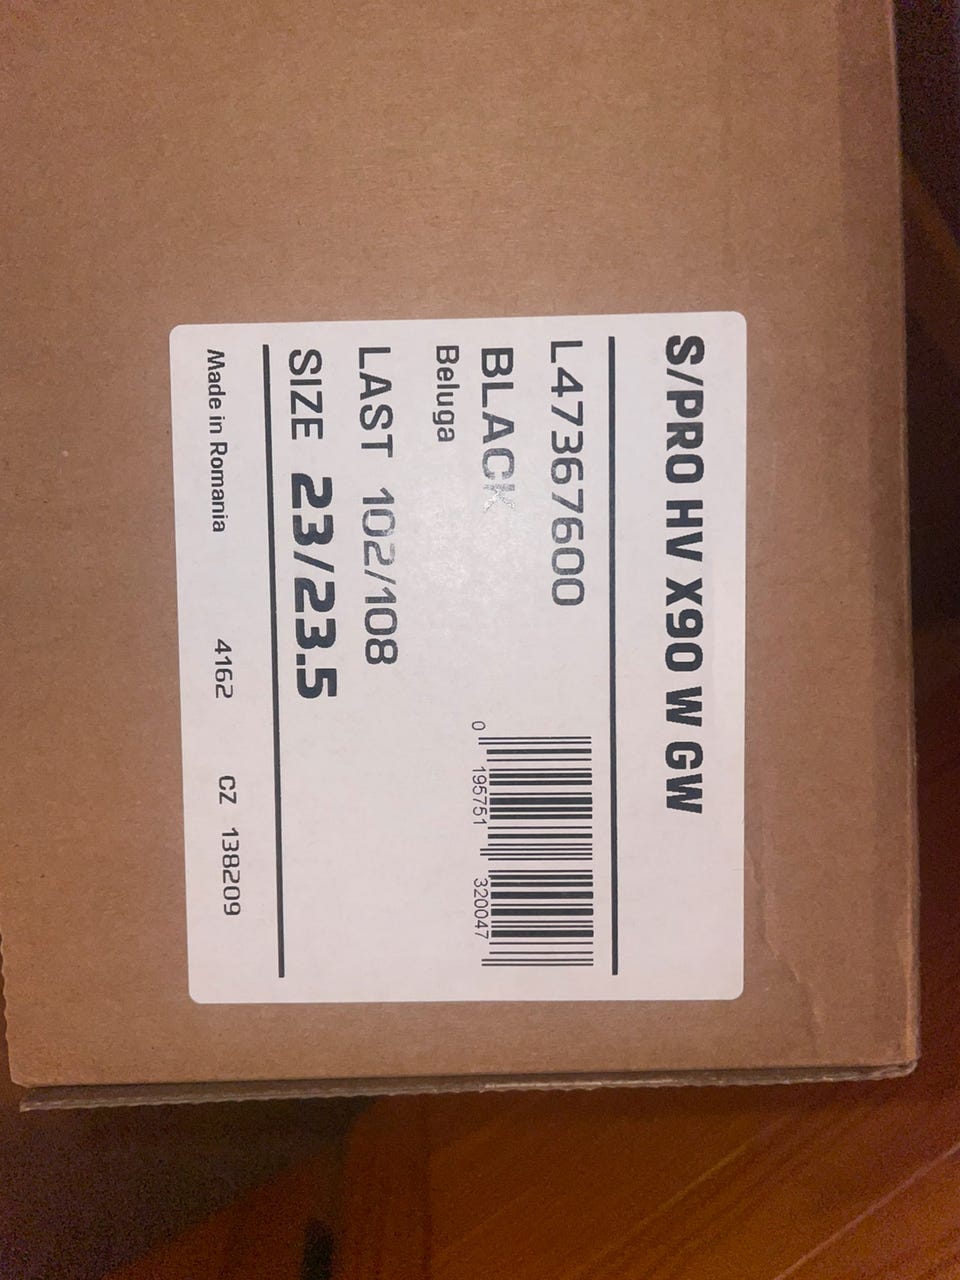 S/PRO HV X90 W GW
L47367600
BLACK
Beluga
0 195751 320047
LAST 102/108
SIZE 23/23.5
Made in Romania 4162 CZ 138209